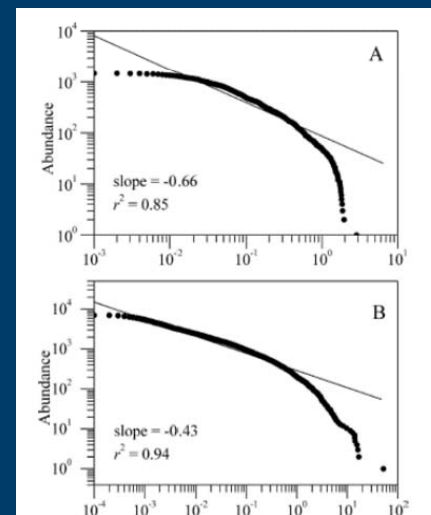 A
10⁴
10³
10²
10¹
10⁰
Abundance
slope = -0.66
r² = 0.85
10⁻³ 10⁻² 10⁻¹ 10⁰ 10¹
B
10⁴
10³
10²
10¹
10⁰
Abundance
slope = -0.43
r² = 0.94
10⁻⁴ 10⁻³ 10⁻² 10⁻¹ 10⁰ 10¹ 10²